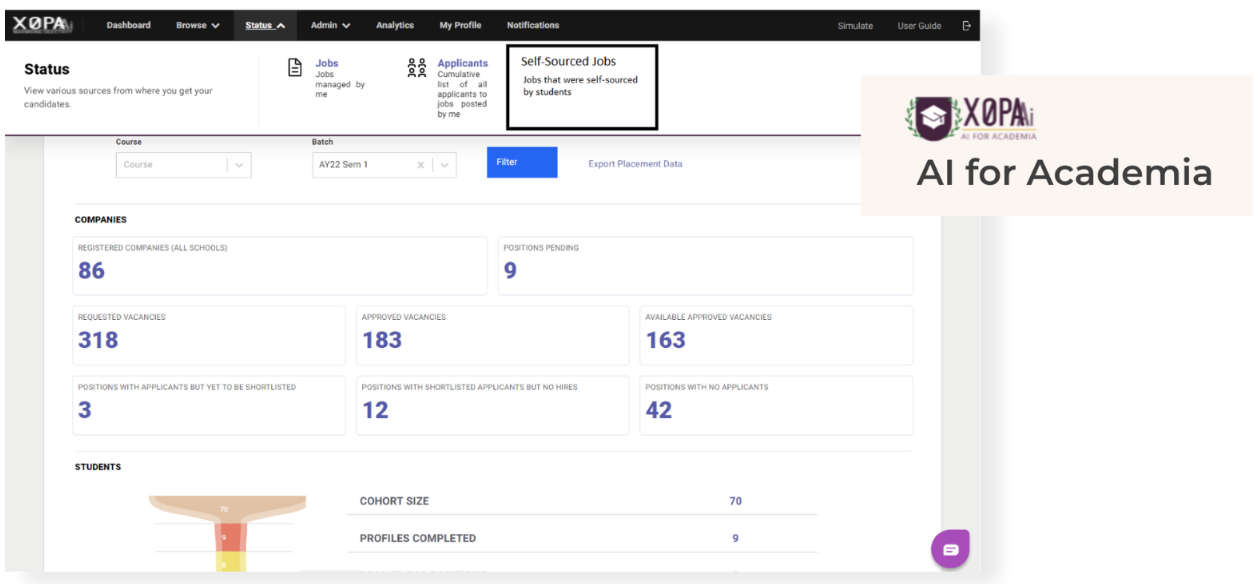 XØPAi
Dashboard
Browse
Status
Admin
Analytics
My Profile
Notifications
Simulate
User Guide
Status
View various sources from where you get your
candidates.
Jobs
Jobs
managed by
me
Applicants
Cumulative
list of all
applicants to
jobs posted
by me
Self-Sourced Jobs
Jobs that were self-sourced
by students
XØPAi
AI FOR ACADEMIA
AI for Academia
Course
Course
Batch
AY22 Sem 1
X
Filter
Export Placement Data
COMPANIES
REGISTERED COMPANIES (ALL SCHOOLS)
86
POSITIONS PENDING
9
REQUESTED VACANCIES
318
APPROVED VACANCIES
183
AVAILABLE APPROVED VACANCIES
163
POSITIONS WITH APPLICANTS BUT YET TO BE SHORTLISTED
3
POSITIONS WITH SHORTLISTED APPLICANTS BUT NO HIRES
12
POSITIONS WITH NO APPLICANTS
42
STUDENTS
70
9
COHORT SIZE 70
PROFILES COMPLETED 9